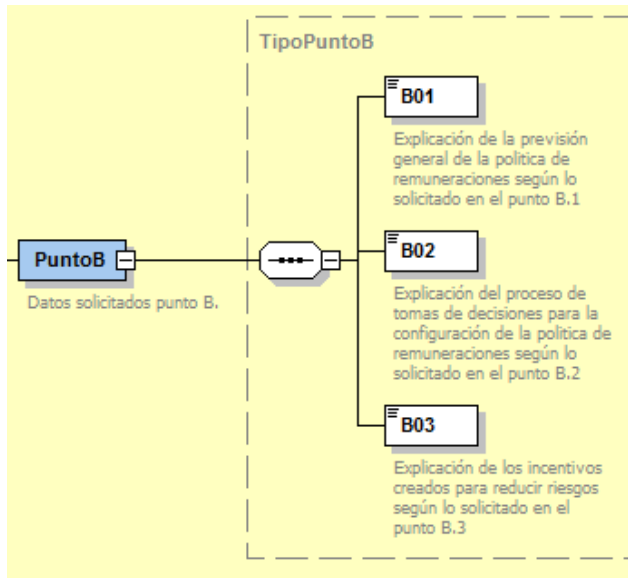 TipoPuntoB
B01
Explicación de la previsión
general de la politica de
remuneraciones según lo
solicitado en el punto B.1
PuntoB
Datos solicitados punto B.
B02
Explicación del proceso de
tomas de decisiones para la
configuración de la politica de
remuneraciones según lo
solicitado en el punto B.2
B03
Explicación de los incentivos
creados para reducir riesgos
según lo solicitado en el
punto B.3